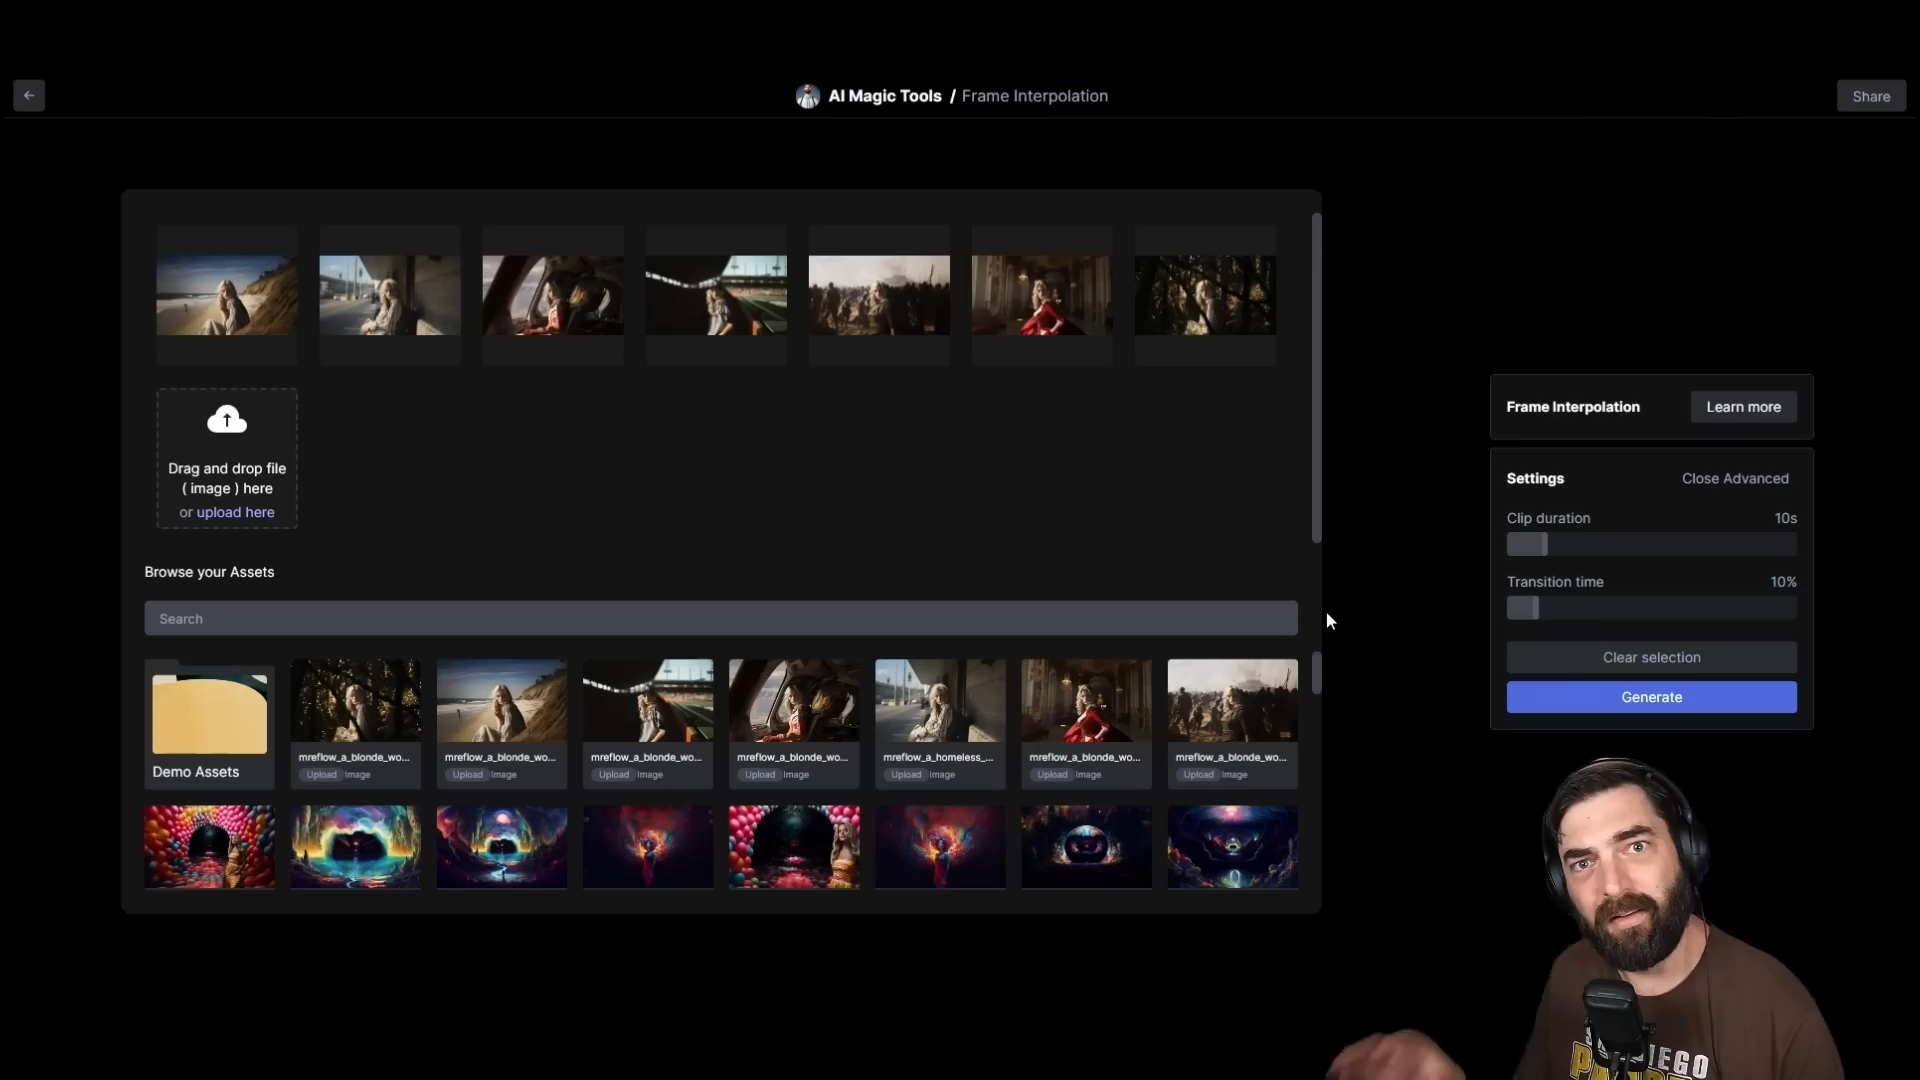 AI Magic Tools / Frame Interpolation
Share
Drag and drop file
( image ) here
or upload here
Frame Interpolation
Learn more
Settings
Close Advanced
Clip duration
10s
Transition time
10%
Clear selection
Generate
Browse your Assets
Search
Demo Assets
mreflow_a_blonde_wo...
Upload Image
mreflow_a_blonde_wo...
Upload Image
mreflow_a_blonde_wo...
Upload Image
mreflow_a_blonde_wo...
Upload Image
mreflow_a_homeless_...
Upload Image
mreflow_a_blonde_wo...
Upload Image
mreflow_a_blonde_wo...
Upload Image